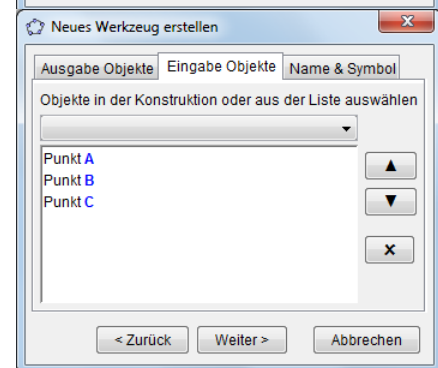 Neues Werkzeug erstellen
Ausgabe Objekte Eingabe Objekte Name & Symbol
Objekte in der Konstruktion oder aus der Liste auswählen
Punkt A
Punkt B
Punkt C
< Zurück Weiter > Abbrechen